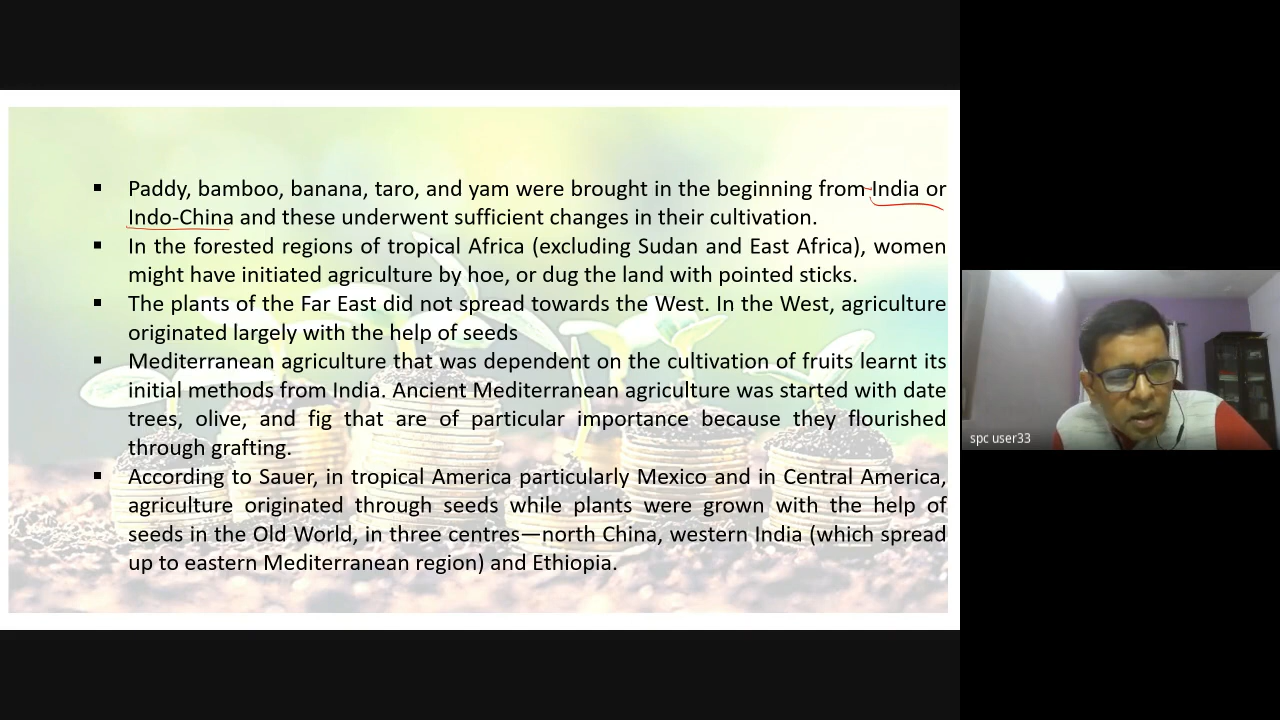 ▪ Paddy, bamboo, banana, taro, and yam were brought in the beginning from India or
Indo-China and these underwent sufficient changes in their cultivation.
▪ In the forested regions of tropical Africa (excluding Sudan and East Africa), women
might have initiated agriculture by hoe, or dug the land with pointed sticks.
▪ The plants of the Far East did not spread towards the West. In the West, agriculture
originated largely with the help of seeds
▪ Mediterranean agriculture that was dependent on the cultivation of fruits learnt its
initial methods from India. Ancient Mediterranean agriculture was started with date
trees, olive, and fig that are of particular importance because they flourished
through grafting.
▪ According to Sauer, in tropical America particularly Mexico and in Central America,
agriculture originated through seeds while plants were grown with the help of
seeds in the Old World, in three centres—north China, western India (which spread
up to eastern Mediterranean region) and Ethiopia.
spc user33